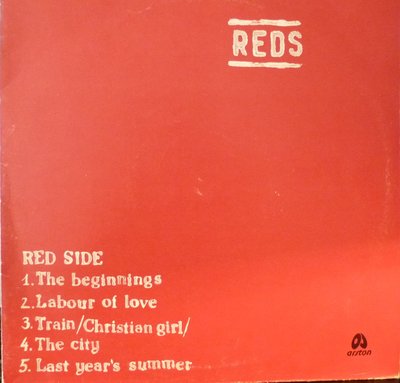 REDS
RED SIDE
1. The beginnings
2. Labour of love
3. Train/Christian girl/
4. The city
5. Last year's summer
arston